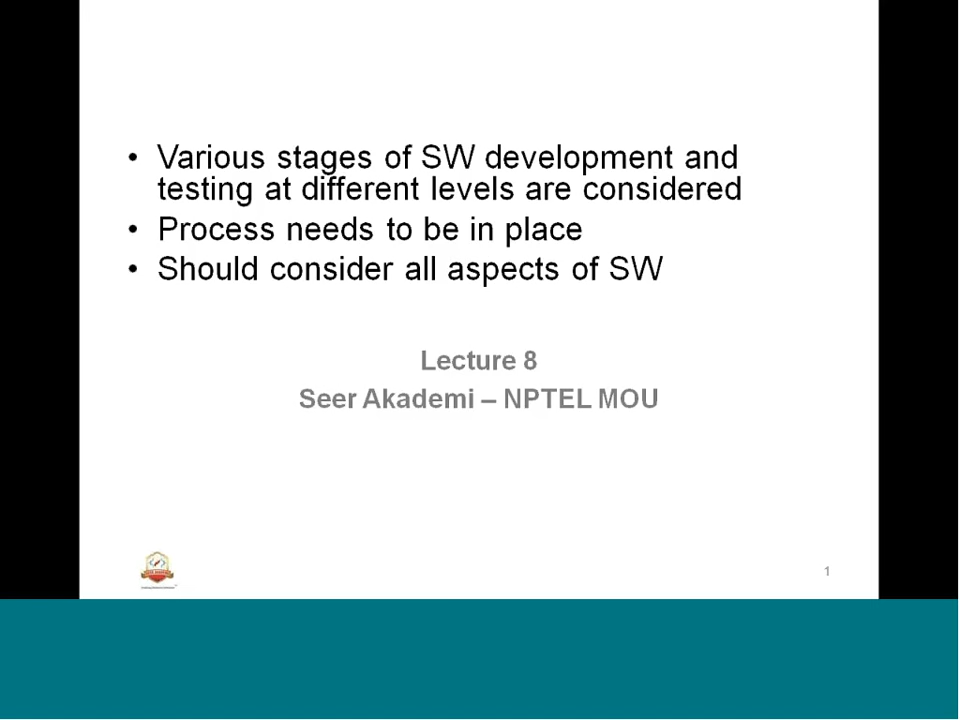 • Various stages of SW development and
testing at different levels are considered
• Process needs to be in place
• Should consider all aspects of SW
Lecture 8
Seer Akademi – NPTEL MOU
1